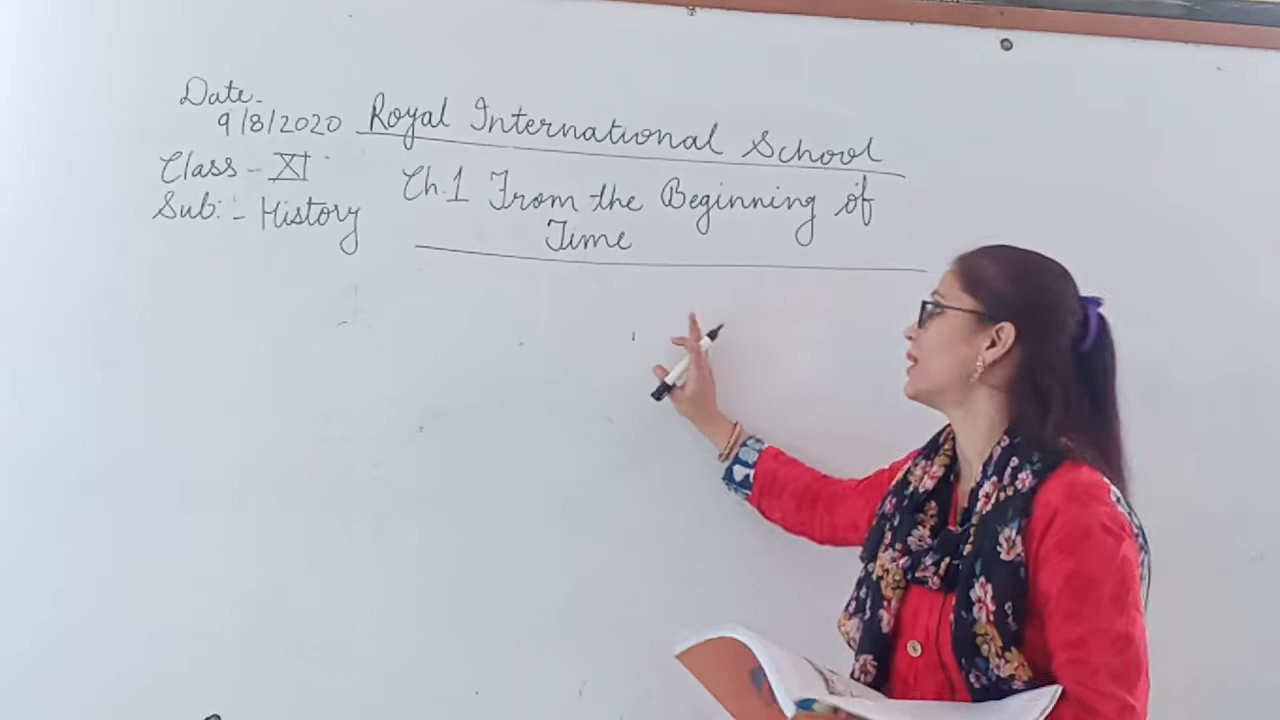 Date-
9/8/2020 Royal International School
Class - XI
Sub:- History
Ch.1 From the Beginning of
Time